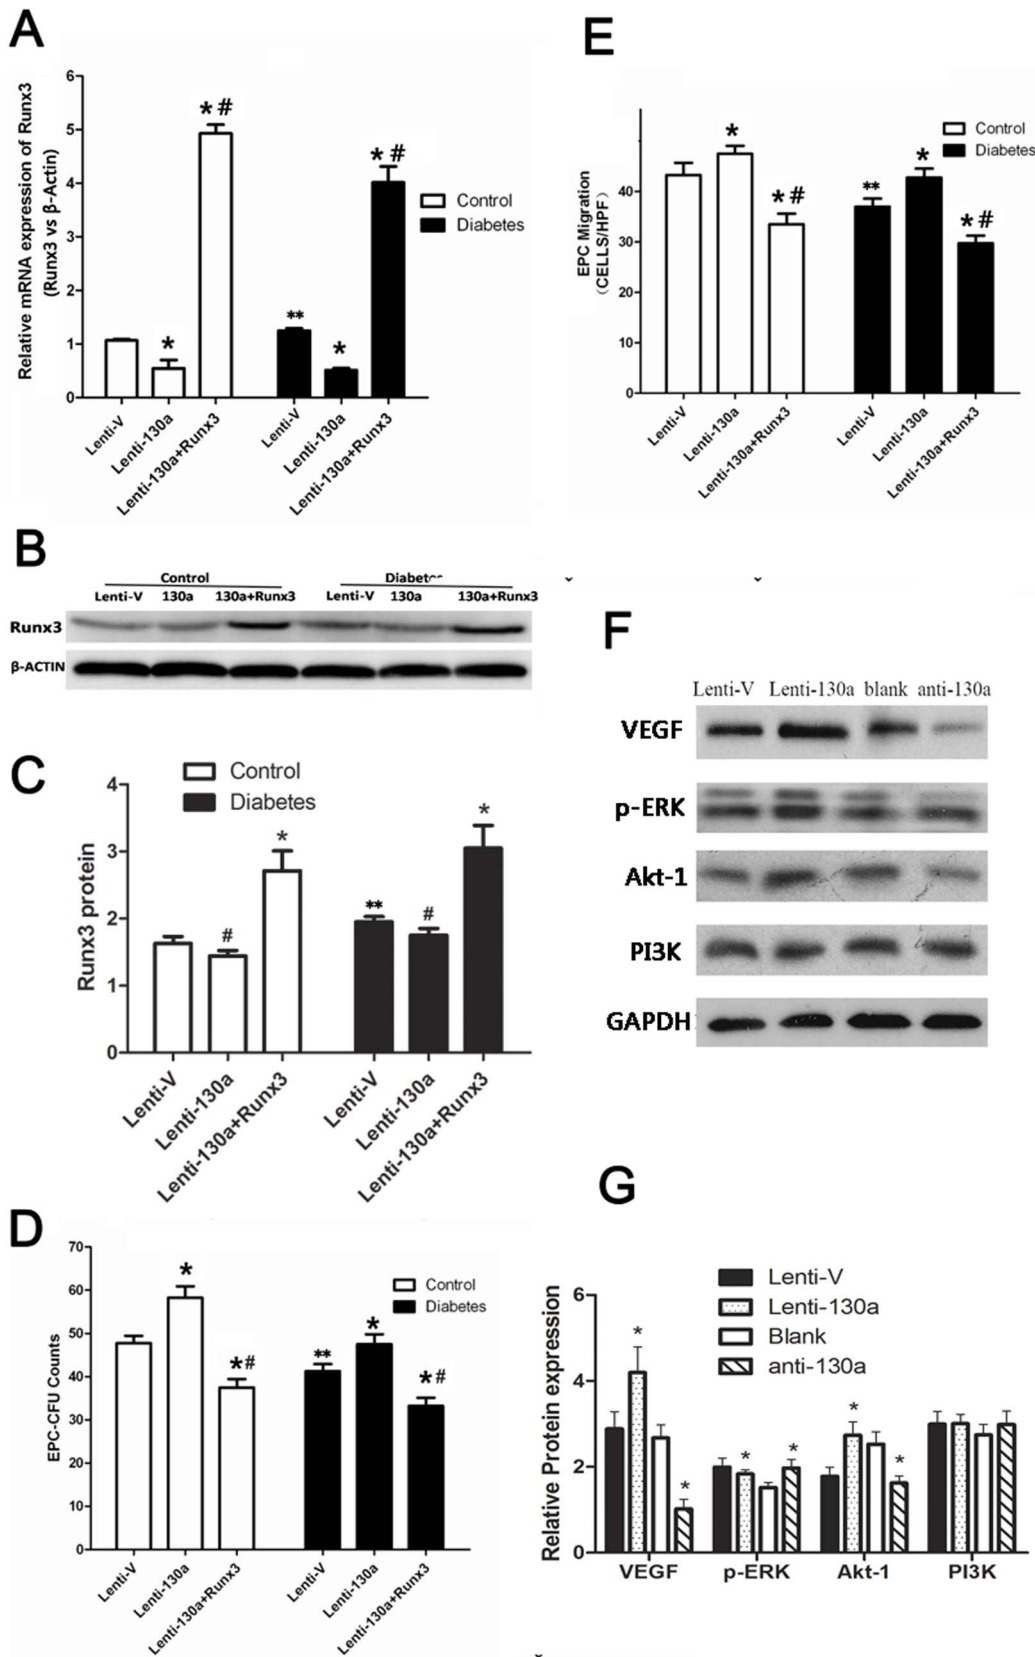 A
Relative mRNA expression of Runx3
(Runx3 vs β-Actin)
6
5
4
3
2
1
0
*
* #
**
*
* #
Control
Diabetes
Lenti-V
Lenti-130a
Lenti-130a+Runx3
Lenti-V
Lenti-130a
Lenti-130a+Runx3
B
Control
Diabetes
Lenti-V 130a 130a+Runx3 Lenti-V 130a 130a+Runx3
Runx3
β-ACTIN
C
Control
Diabetes
Runx3 protein
4
3
2
1
0
#
*
**
#
*
Lenti-V
Lenti-130a
Lenti-130a+Runx3
Lenti-V
Lenti-130a
Lenti-130a+Runx3
D
EPC-CFU Counts
70
60
50
40
30
20
10
0
*
*#
**
*
*#
Control
Diabetes
Lenti-V
Lenti-130a
Lenti-130a+Runx3
Lenti-V
Lenti-130a
Lenti-130a+Runx3
E
EPC Migration
(CELLS/HPF)
40
30
20
10
0
*
*#
**
*
*#
Control
Diabetes
Lenti-V
Lenti-130a
Lenti-130a+Runx3
Lenti-V
Lenti-130a
Lenti-130a+Runx3
F
Lenti-V Lenti-130a blank anti-130a
VEGF
p-ERK
Akt-1
PI3K
GAPDH
G
Lenti-V
Lenti-130a
Blank
anti-130a
Relative Protein expression
6
4
2
0
*
*
*
*
*
*
VEGF p-ERK Akt-1 PI3K